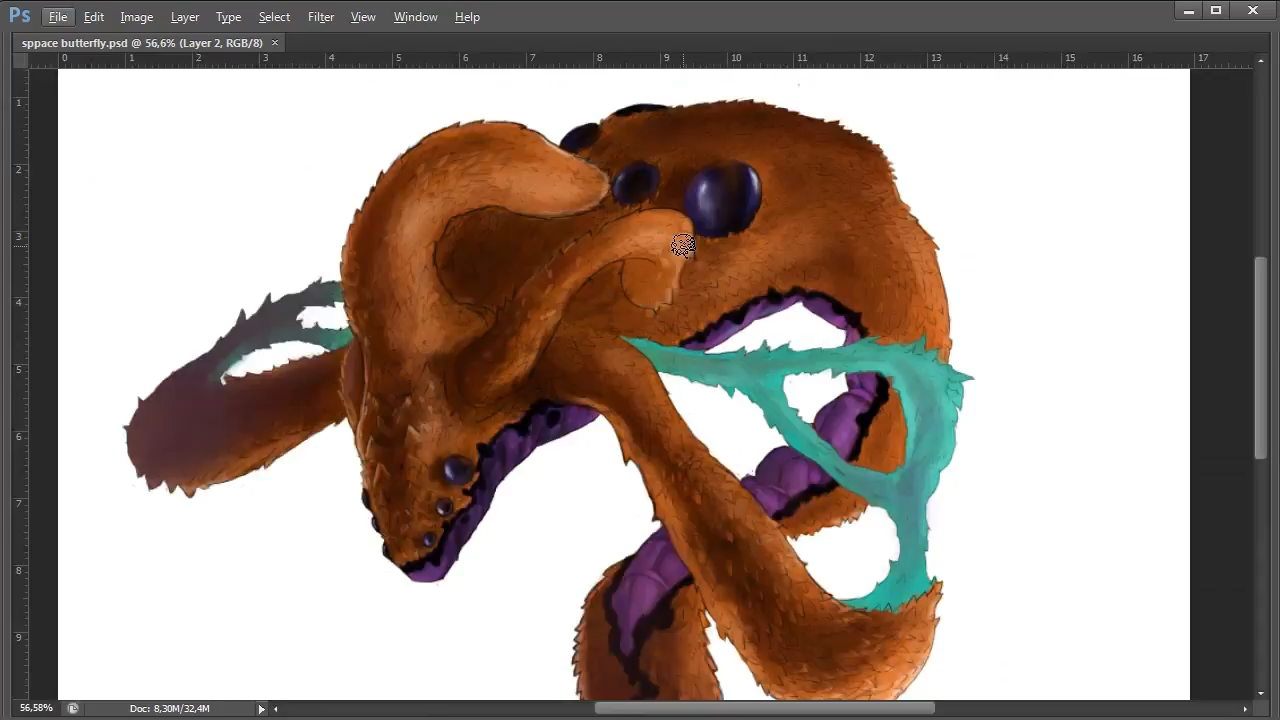 Ps File Edit Image Layer Type Select Filter View Window Help
sppace butterfly.psd @ 56,6% (Layer 2, RGB/8) ×
0 1 2 3 4 5 6 7 8 9 10 11 12 13 14 15 16 17
1
2
3
4
5
6
7
8
9
56,58% Doc: 8,30M/32,4M